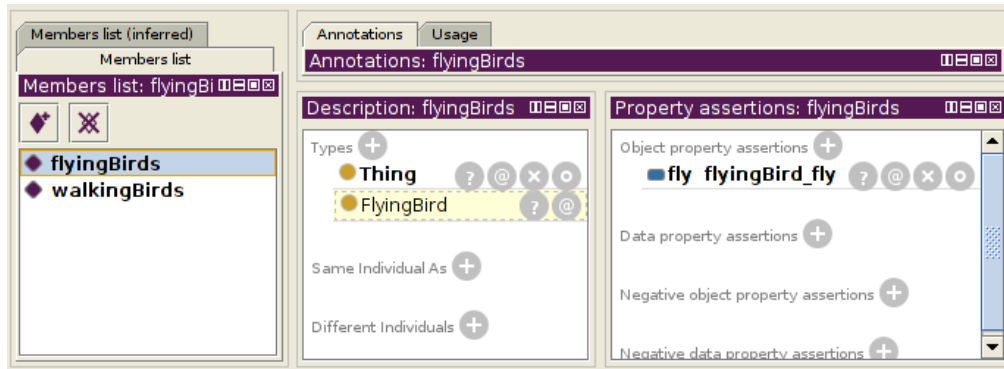 Members list (inferred)
Members list
Members list: flyingBi
flyingBirds
walkingBirds
Annotations Usage
Annotations: flyingBirds
Description: flyingBirds
Types
Thing
? @
FlyingBird
? @
Same Individual As
Different Individuals
Property assertions: flyingBirds
Object property assertions
fly flyingBird_fly
? @
Data property assertions
Negative object property assertions
Negative data property assertions